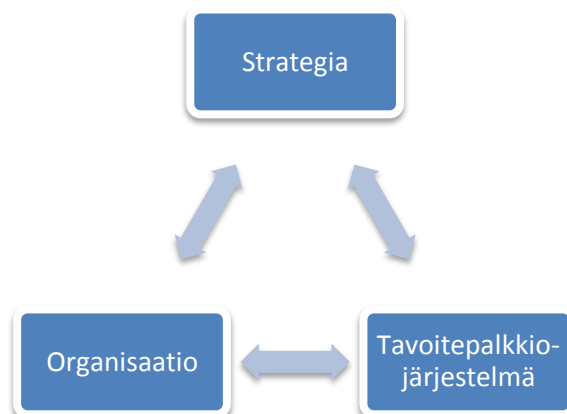 Strategia
Organisaatio
Tavoitepalkkio-
järjestelmä